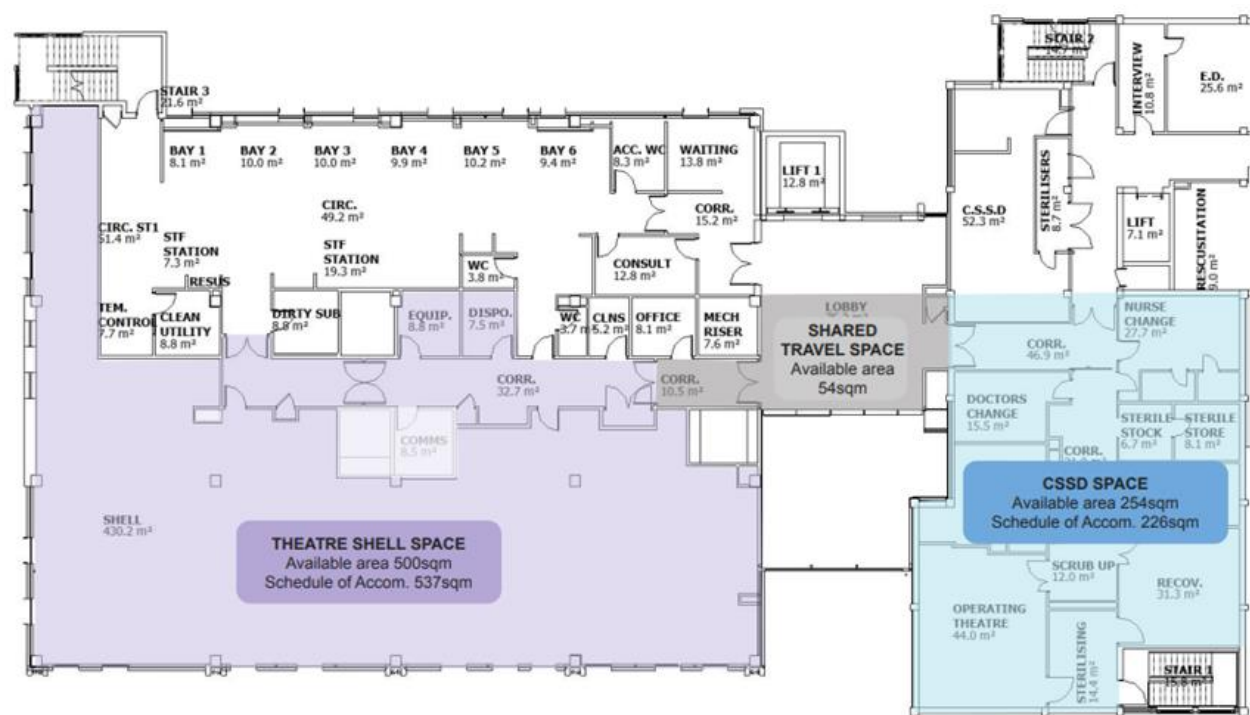 STAIR 3
21.6 m²
BAY 1
8.1 m²
BAY 2
10.0 m²
BAY 3
10.0 m²
BAY 4
9.9 m²
BAY 5
10.2 m²
BAY 6
9.4 m²
ACC. WC
8.3 m²
WAITING
13.8 m²
LIFT 1
12.8 m²
STAIR 2
14.7 m²
INTERVIEW
10.8 m²
E.D.
25.6 m²
CIRC. ST1
51.4 m²
STF
STATION
7.3 m²
RESUS
CIRC.
49.2 m²
STF
STATION
19.3 m²
WC
3.8 m²
CORR.
15.2 m²
CONSULT
12.8 m²
C.S.S.D
52.3 m²
STERILISERS
8.7 m²
LIFT
7.1 m²
RESCUSITATION
9.0 m²
TEM.
CONTROL
7.7 m²
CLEAN
UTILITY
8.8 m²
DIRTY SUB
8.8 m²
EQUIP.
8.8 m²
DISPO.
7.5 m²
WC
3.7 m²
CLNS
5.2 m²
OFFICE
8.1 m²
MECH
RISER
7.6 m²
LOBBY
SHARED
TRAVEL SPACE
Available area
54sqm
CORR.
32.7 m²
CORR.
10.5 m²
COMMS
8.5 m²
SHELL
430.2 m²
THEATRE SHELL SPACE
Available area 500sqm
Schedule of Accom. 537sqm
NURSE
CHANGE
27.7 m²
CORR.
46.9 m²
DOCTORS
CHANGE
15.5 m²
STERILE
STOCK
6.7 m²
STERILE
STORE
8.1 m²
CORR.
CSSD SPACE
Available area 254sqm
Schedule of Accom. 226sqm
SCRUB UP
12.0 m²
RECOV.
31.3 m²
OPERATING
THEATRE
44.0 m²
STERILISING
14.4 m²
STAIR 1
15.8 m²